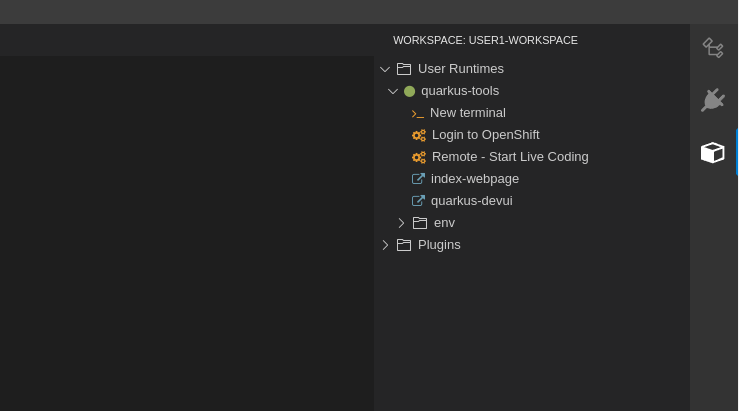 WORKSPACE: USER1-WORKSPACE
User Runtimes
quarkus-tools
New terminal
Login to OpenShift
Remote - Start Live Coding
index-webpage
quarkus-devui
env
Plugins